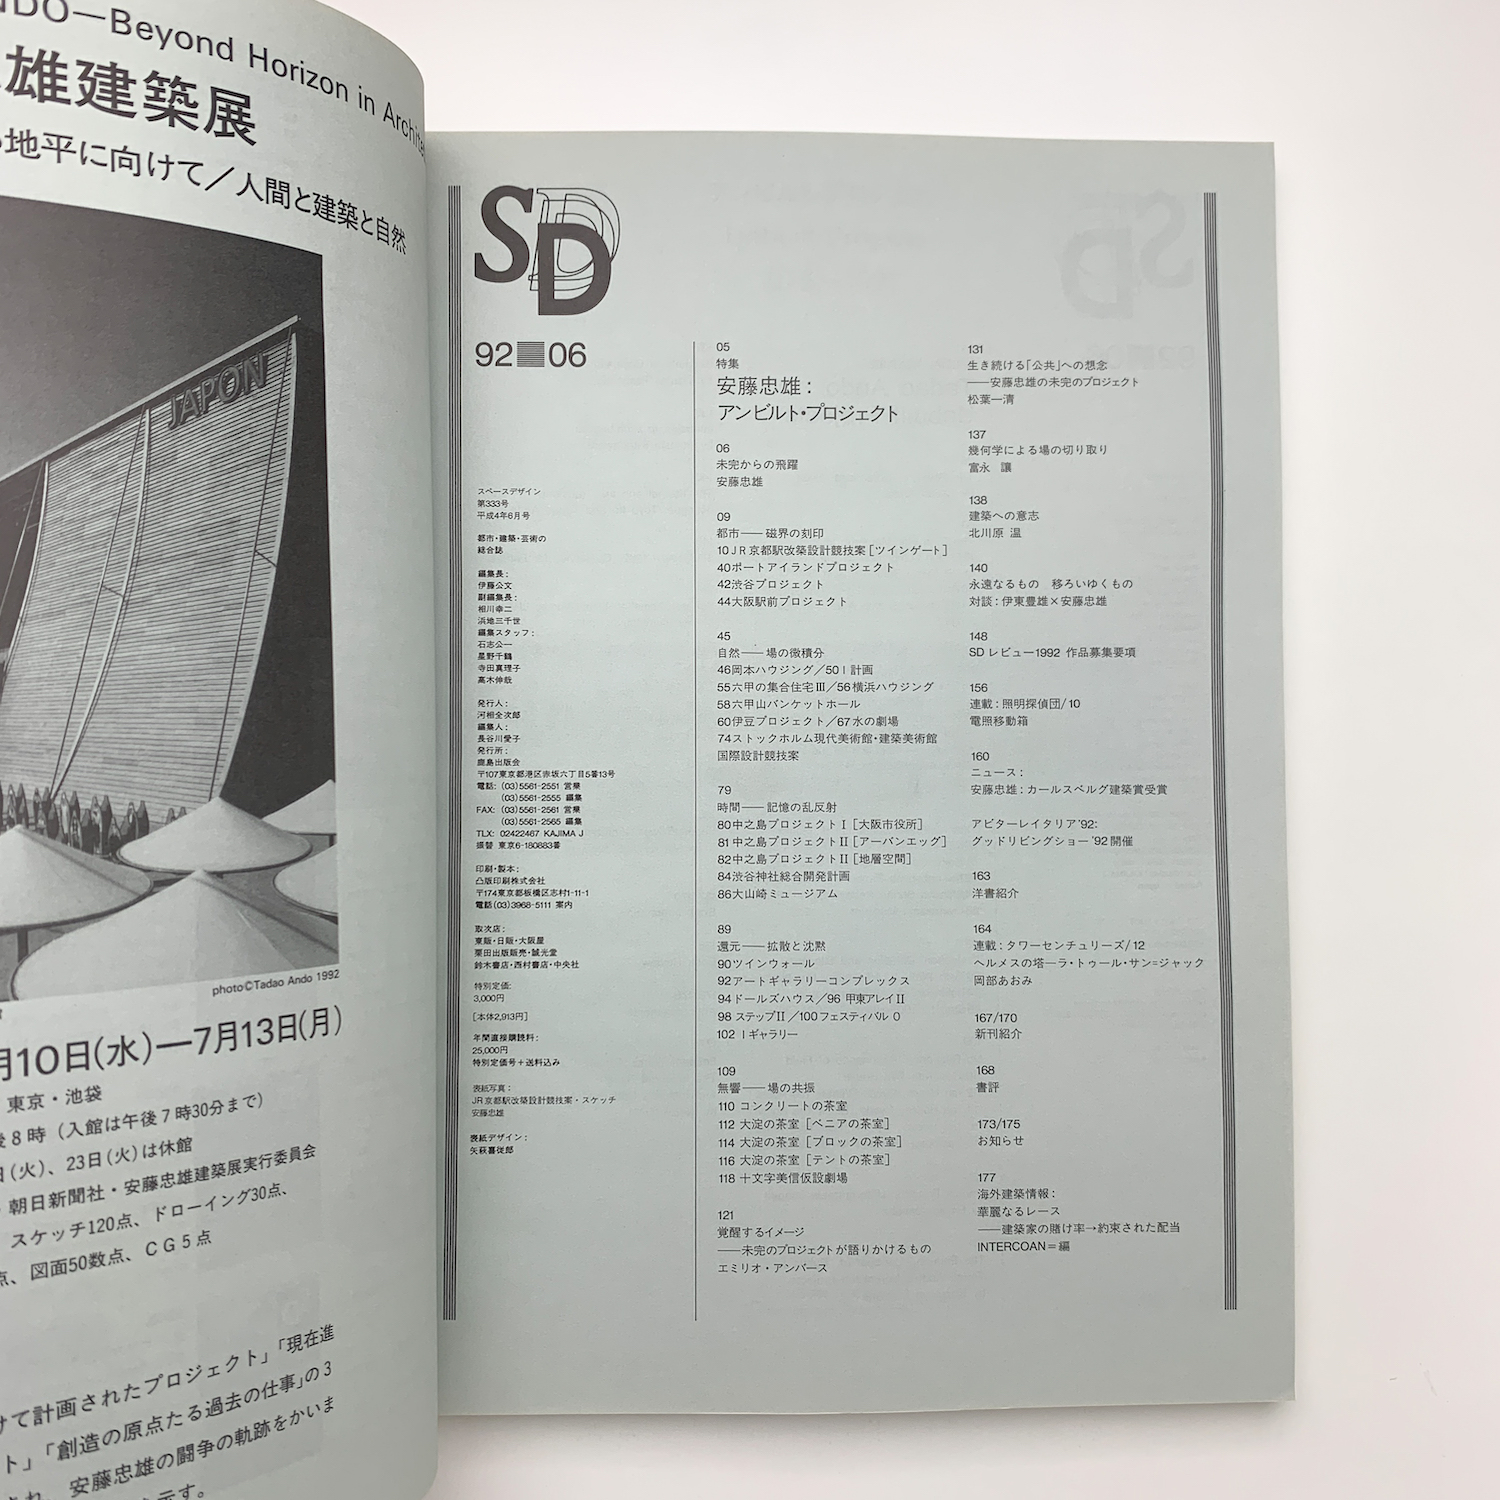 NDO—Beyond Horizon in Archite
雄建築展
地平に向けて／人間と建築と自然
JAPON
photo©Tadao Ando 1992
月10日(水)—7月13日(月)
東京・池袋
後8時（入館は午後7時30分まで）
日(火)、23日(火)は休館
朝日新聞社・安藤忠雄建築展実行委員会
スケッチ120点、ドローイング30点、
点、図面50数点、CG5点
けて計画されたプロジェクト」「現在進
ト」「創造の原点たる過去の仕事」の3
され、安藤忠雄の闘争の軌跡をかいま
示す。
SD
92 06
スペースデザイン
第333号
平成4年6月号
都市・建築・芸術の
総合誌
編集長：
伊藤公文
副編集長：
相川幸二
浜地三千世
編集スタッフ：
石志公一
星野千鶴
寺田真理子
高木伸哉
発行人：
河相全次郎
編集人：
長谷川愛子
発行所：
鹿島出版会
〒107東京都港区赤坂六丁目5番13号
電話: (03)5561-2551 営業
(03)5561-2555 編集
FAX: (03)5561-2561 営業
(03)5561-2565 編集
TLX: 02422467 KAJIMA J
振替 東京6-180883番
印刷・製本：
凸版印刷株式会社
〒174東京都板橋区志村1-11-1
電話(03)3968-5111 案内
取次店：
東販・日販・大阪屋
栗田出版販売・誠光堂
鈴木書店・西村書店・中央社
特別定価:
3,000円
［本体2,913円］
年間直接購読料：
25,000円
特別定価号＋送料込み
表紙写真：
JR京都駅改築設計競技案・スケッチ
安藤忠雄
表紙デザイン：
矢萩喜従郎
05
特集
安藤忠雄：
アンビルト・プロジェクト
06
未完からの飛躍
安藤忠雄
09
都市——磁界の刻印
10JR京都駅改築設計競技案［ツインゲート］
40ポートアイランドプロジェクト
42渋谷プロジェクト
44大阪駅前プロジェクト
45
自然——場の微積分
46岡本ハウジング／50I計画
55六甲の集合住宅III／56横浜ハウジング
58六甲山バンケットホール
60伊豆プロジェクト／67水の劇場
74ストックホルム現代美術館・建築美術館
国際設計競技案
79
時間——記憶の乱反射
80中之島プロジェクトI［大阪市役所］
81中之島プロジェクトII［アーバンエッグ］
82中之島プロジェクトII［地層空間］
84渋谷神社総合開発計画
86大山崎ミュージアム
89
還元——拡散と沈黙
90ツインウォール
92アートギャラリーコンプレックス
94ドールズハウス／96 甲東アレイII
98 ステップII／100フェスティバル O
102 Iギャラリー
109
無響——場の共振
110 コンクリートの茶室
112 大淀の茶室［ベニアの茶室］
114 大淀の茶室［ブロックの茶室］
116 大淀の茶室［テントの茶室］
118 十文字美信仮設劇場
121
覚醒するイメージ
——未完のプロジェクトが語りかけるもの
エミリオ・アンバース
131
生き続ける「公共」への想念
——安藤忠雄の未完のプロジェクト
松葉一清
137
幾何学による場の切り取り
富永 讓
138
建築への意志
北川原 温
140
永遠なるもの 移ろいゆくもの
対談：伊東豊雄×安藤忠雄
148
SDレビュー1992 作品募集要項
156
連載：照明探偵団/10
電照移動箱
160
ニュース：
安藤忠雄：カールスベルグ建築賞受賞
アビターレイタリア'92:
グッドリビングショー'92開催
163
洋書紹介
164
連載：タワーセンチュリーズ/12
ヘルメスの塔—ラ・トゥール・サン＝ジャック
岡部あおみ
167/170
新刊紹介
168
書評
173/175
お知らせ
177
海外建築情報：
華麗なるレース
——建築家の賭け率→約束された配当
INTERCOAN＝編